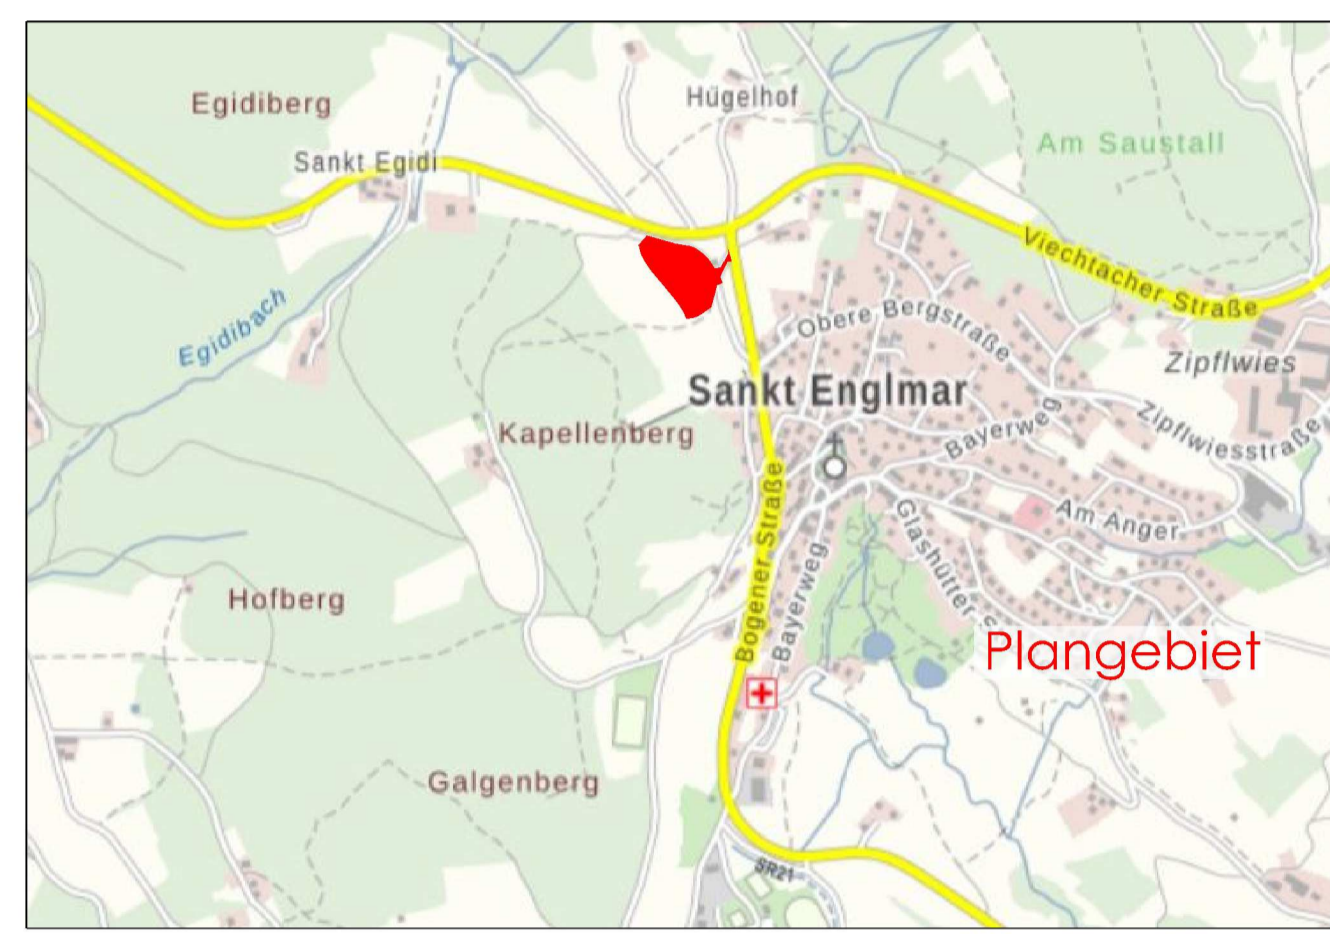 Egidiberg
Hügelhof
Am Saustall
Sankt Egidi
Viechtacher Straße
Egidibach
Obere Bergstraße
Zipflwies
Sankt Englmar
Kapellenberg
Bayerweg
Zipflwiesstraße
Bogener Straße
Am Anger
Glashütter S
Bayerweg
Hofberg
Plangebiet
Galgenberg
SR21